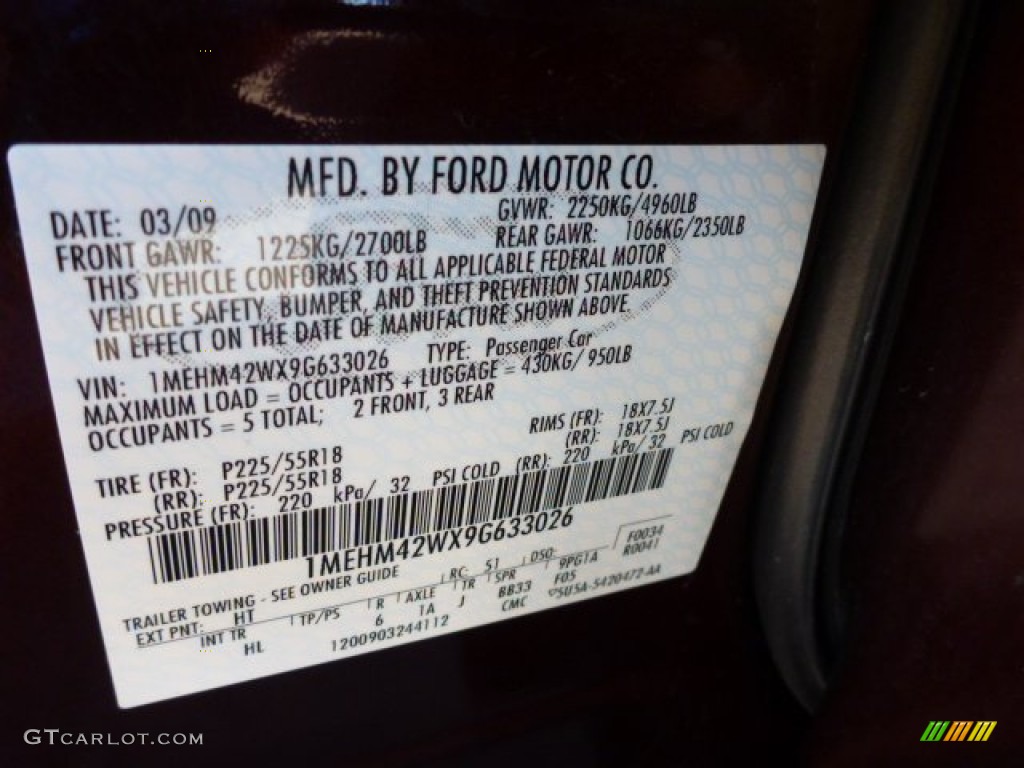 MFD. BY FORD MOTOR CO.
DATE: 03/09 GVWR: 2250KG/4960LB
FRONT GAWR: 1225KG/2700LB REAR GAWR: 1066KG/2350LB
THIS VEHICLE CONFORMS TO ALL APPLICABLE FEDERAL MOTOR
VEHICLE SAFETY, BUMPER, AND THEFT PREVENTION STANDARDS
IN EFFECT ON THE DATE OF MANUFACTURE SHOWN ABOVE.
VIN: 1MEHM42WX9G633026 TYPE: Passenger Car
MAXIMUM LOAD = OCCUPANTS + LUGGAGE = 430KG/ 950LB
OCCUPANTS = 5 TOTAL; 2 FRONT, 3 REAR
TIRE (FR): P225/55R18 RIMS (FR): 18X7.5J
(RR): P225/55R18 (RR): 18X7.5J
PRESSURE (FR): 220 kPa/ 32 PSI COLD (RR): 220 kPa/ 32 PSI COLD
1MEHM42WX9G633026
F0034
R0041
TRAILER TOWING - SEE OWNER GUIDE
EXT PNT: HT RC: 51 DSO: 9PG1A
INT TR TP/PS R AXLE TR SPR F05
HL 6 1A J BB33 CMC
1200903244112 5U5A-5420472-AA
GTCARLOT.COM